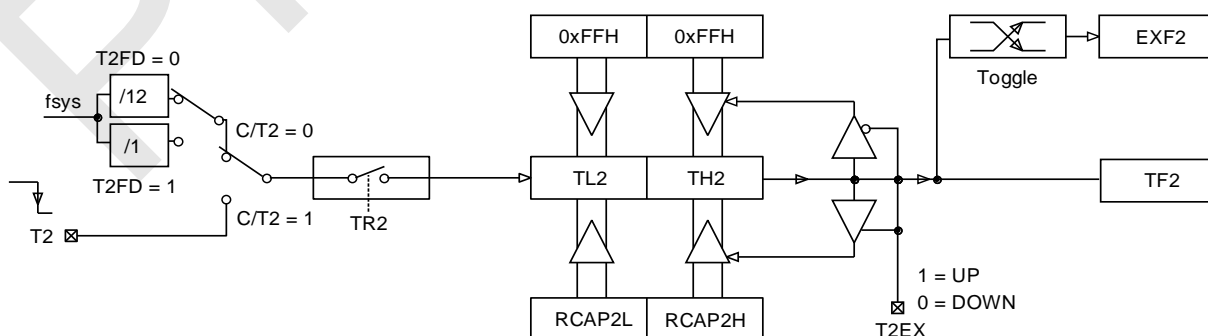 0xFFH
0xFFH
EXF2
Toggle
T2FD = 0
/12
fsys
/1
T2FD = 1
C/T2 = 0
C/T2 = 1
T2
TR2
TL2
TH2
TF2
RCAP2L
RCAP2H
1 = UP
0 = DOWN
T2EX